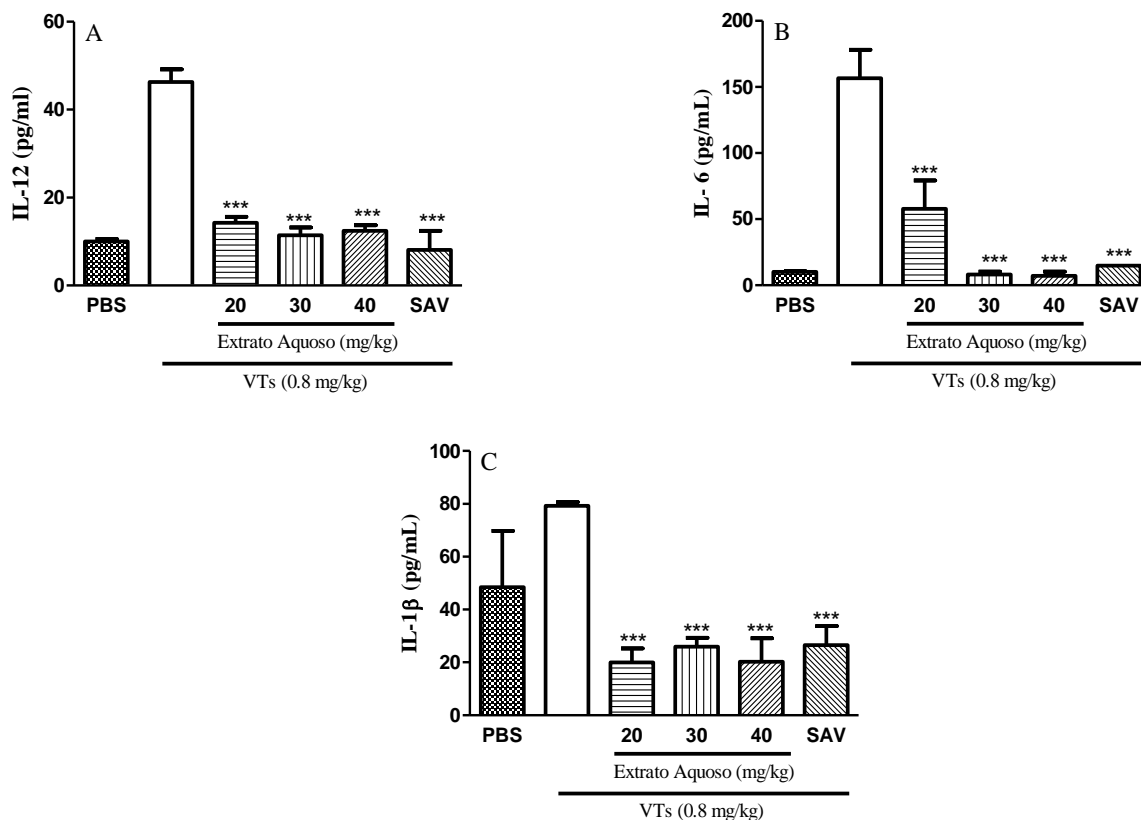 A
IL-12 (pg/ml)
60
40
20
0
*** *** *** ***
PBS 20 30 40 SAV
Extrato Aquoso (mg/kg)
VTs (0.8 mg/kg)
B
IL- 6 (pg/mL)
200
150
100
50
0
*** *** *** ***
PBS 20 30 40 SAV
Extrato Aquoso (mg/kg)
VTs (0.8 mg/kg)
C
IL-1β (pg/mL)
100
80
60
40
20
0
*** *** *** ***
PBS 20 30 40 SAV
Extrato Aquoso (mg/kg)
VTs (0.8 mg/kg)